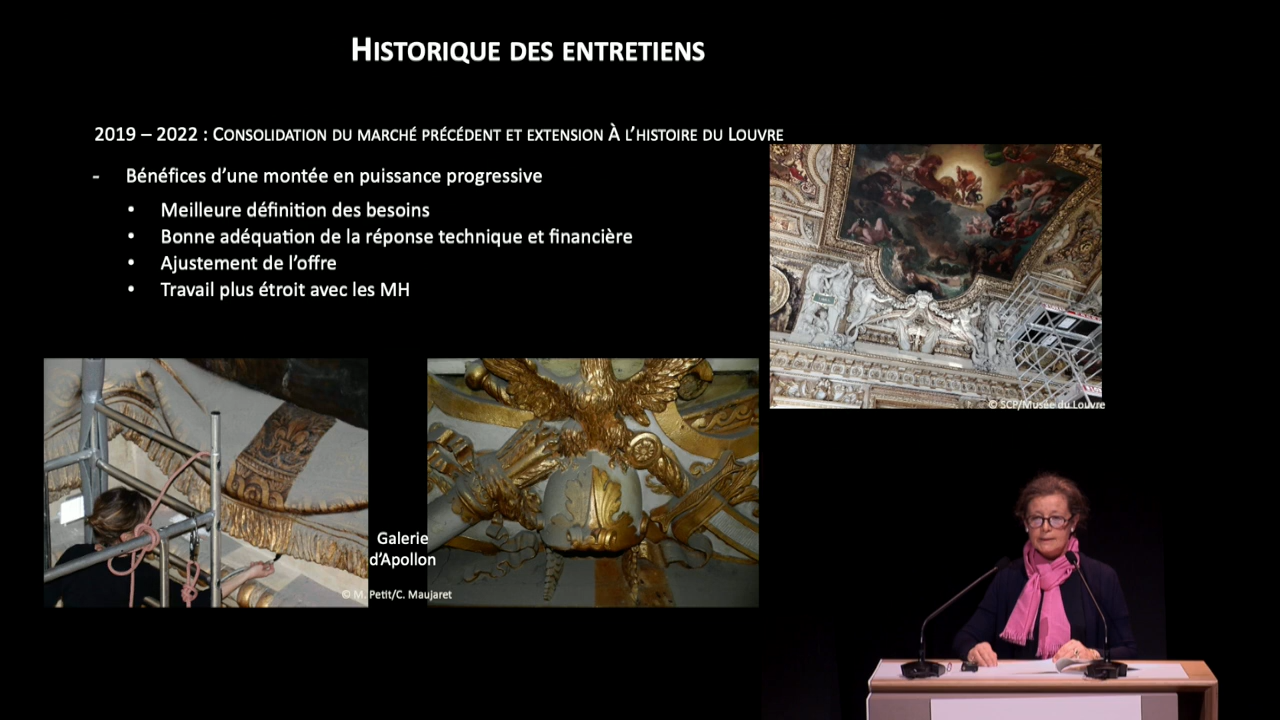 HISTORIQUE DES ENTRETIENS
2019 – 2022 : CONSOLIDATION DU MARCHÉ PRÉCÉDENT ET EXTENSION À L'HISTOIRE DU LOUVRE
- Bénéfices d'une montée en puissance progressive
• Meilleure définition des besoins
• Bonne adéquation de la réponse technique et financière
• Ajustement de l'offre
• Travail plus étroit avec les MH
© SCP/Musée du Louvre
Galerie
d'Apollon
© M. Petit/C. Maujaret